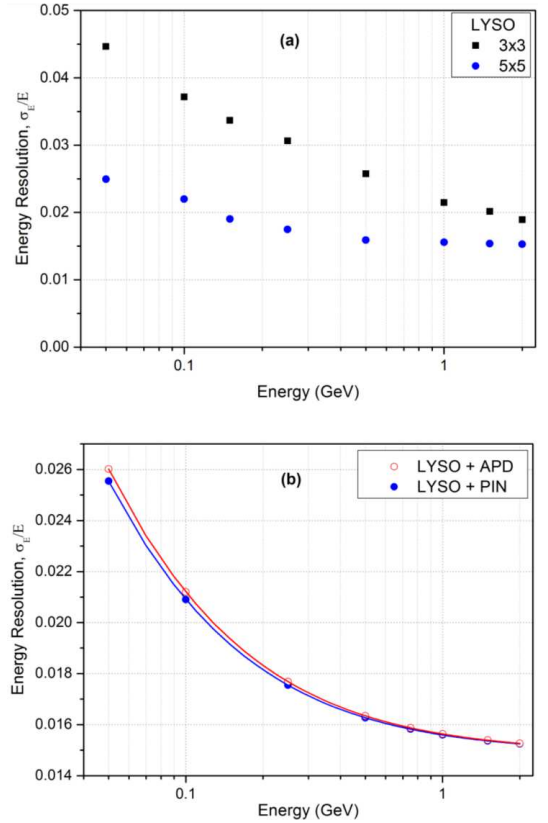 0.05
(a)
LYSO
3x3
5x5
0.04
0.03
0.02
0.01
0.00
Energy Resolution, σE/E
0.1
1
Energy (GeV)
0.026
(b)
LYSO + APD
LYSO + PIN
0.024
0.022
0.020
0.018
0.016
0.014
Energy Resolution, σE/E
0.1
1
Energy (GeV)